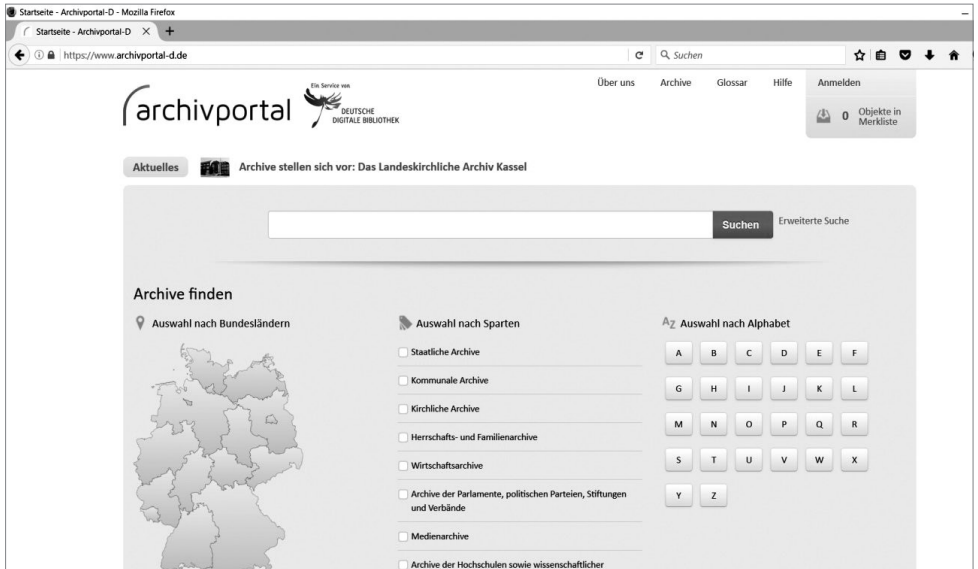 Startseite - Archivportal-D - Mozilla Firefox
Startseite - Archivportal-D
https://www.archivportal-d.de
Suchen
Über uns
Archive
Glossar
Hilfe
Anmelden
0 Objekte in
Merkliste
archivportal
Ein Service von
DEUTSCHE
DIGITALE BIBLIOTHEK
Aktuelles
Archive stellen sich vor: Das Landeskirchliche Archiv Kassel
Suchen
Erweiterte Suche
Archive finden
Auswahl nach Bundesländern
Auswahl nach Sparten
Staatliche Archive
Kommunale Archive
Kirchliche Archive
Herrschafts- und Familienarchive
Wirtschaftsarchive
Archive der Parlamente, politischen Parteien, Stiftungen
und Verbände
Medienarchive
Archive der Hochschulen sowie wissenschaftlicher
AZ Auswahl nach Alphabet
A B C D E F
G H I J K L
M N O P Q R
S T U V W X
Y Z